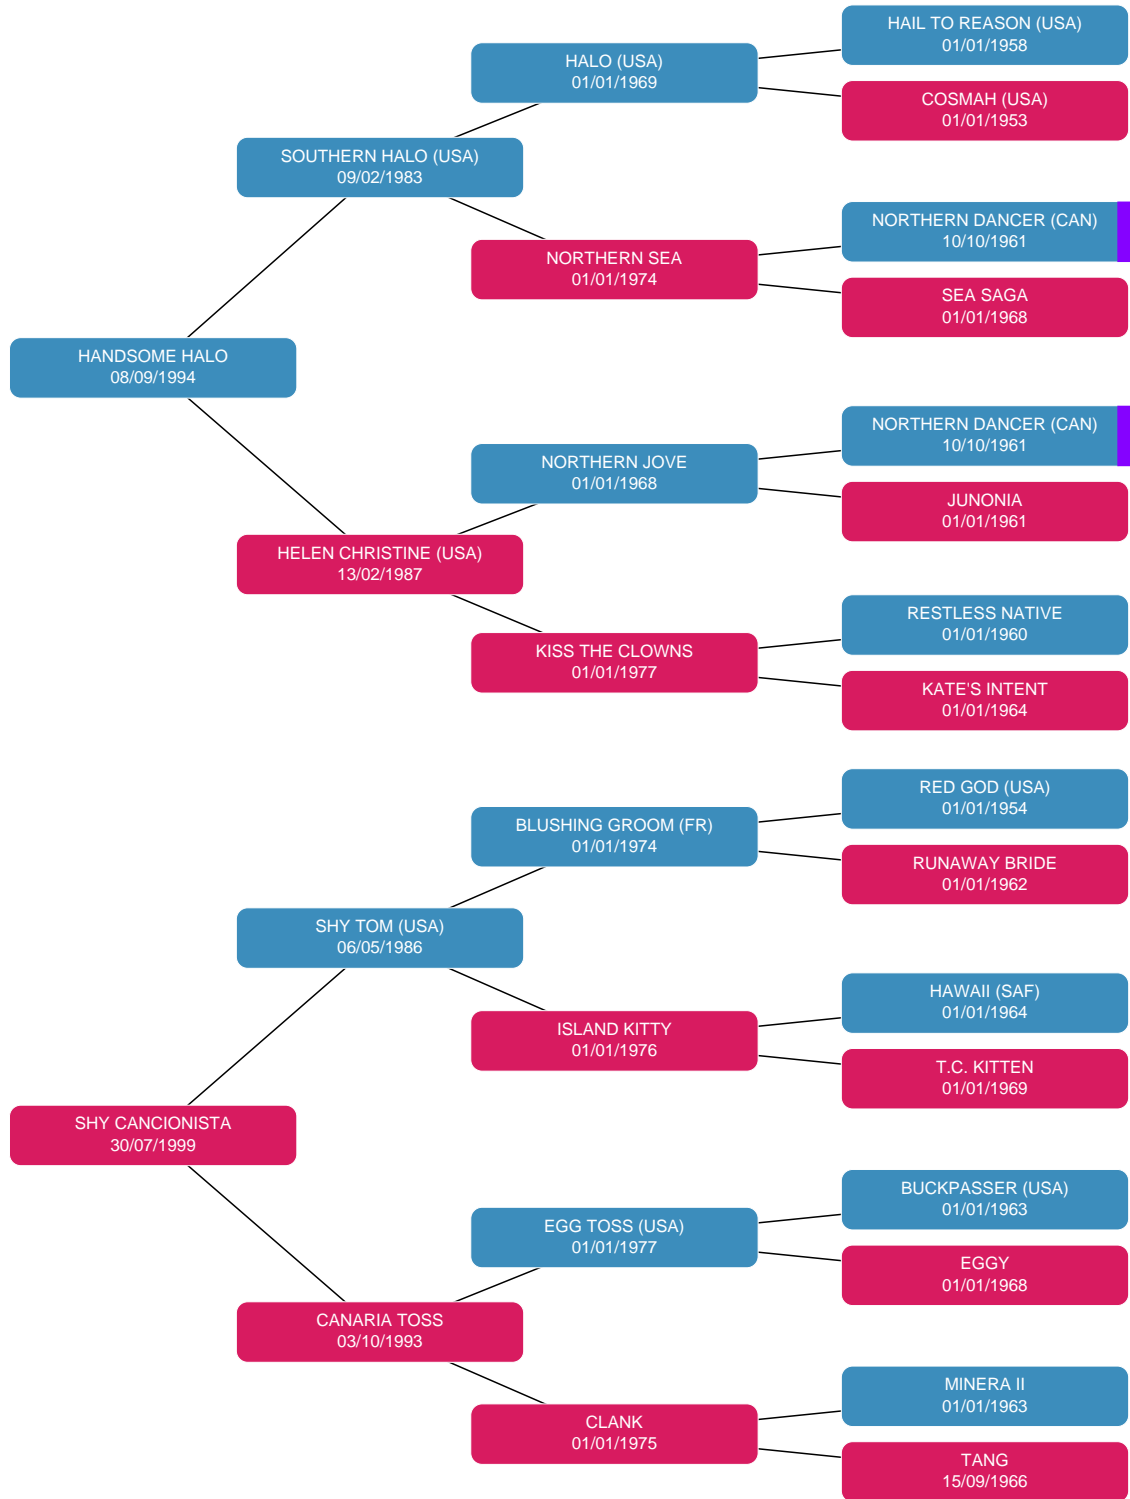 HAIL TO REASON (USA)
01/01/1958
HALO (USA)
01/01/1969
COSMAH (USA)
01/01/1953
SOUTHERN HALO (USA)
09/02/1983
NORTHERN DANCER (CAN)
10/10/1961
NORTHERN SEA
01/01/1974
SEA SAGA
01/01/1968
HANDSOME HALO
08/09/1994
NORTHERN DANCER (CAN)
10/10/1961
NORTHERN JOVE
01/01/1968
JUNONIA
01/01/1961
HELEN CHRISTINE (USA)
13/02/1987
RESTLESS NATIVE
01/01/1960
KISS THE CLOWNS
01/01/1977
KATE'S INTENT
01/01/1964
RED GOD (USA)
01/01/1954
BLUSHING GROOM (FR)
01/01/1974
RUNAWAY BRIDE
01/01/1962
SHY TOM (USA)
06/05/1986
HAWAII (SAF)
01/01/1964
ISLAND KITTY
01/01/1976
T.C. KITTEN
01/01/1969
SHY CANCIONISTA
30/07/1999
BUCKPASSER (USA)
01/01/1963
EGG TOSS (USA)
01/01/1977
EGGY
01/01/1968
CANARIA TOSS
03/10/1993
MINERA II
01/01/1963
CLANK
01/01/1975
TANG
15/09/1966